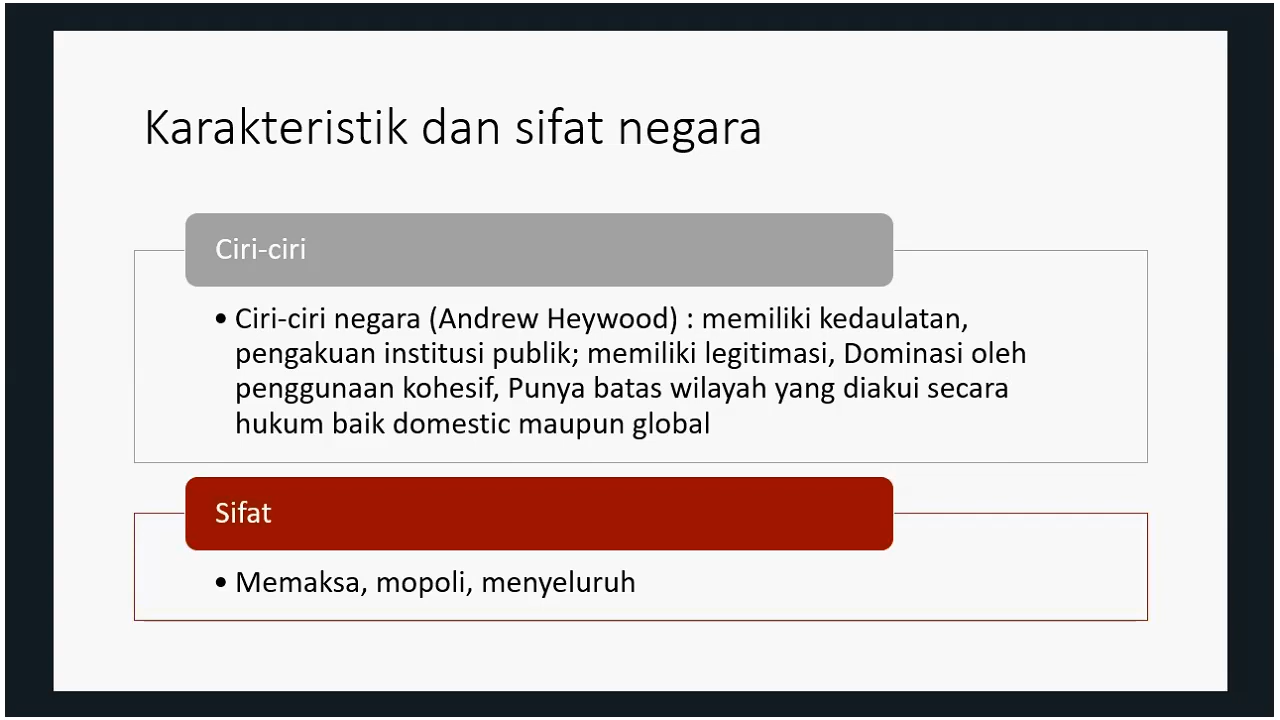 Karakteristik dan sifat negara
Ciri-ciri
• Ciri-ciri negara (Andrew Heywood) : memiliki kedaulatan,
pengakuan institusi publik; memiliki legitimasi, Dominasi oleh
penggunaan kohesif, Punya batas wilayah yang diakui secara
hukum baik domestic maupun global
Sifat
• Memaksa, mopoli, menyeluruh